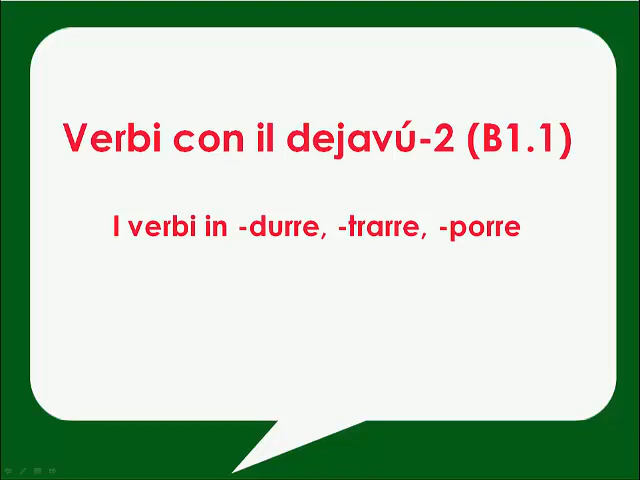 Verbi con il dejavú-2 (B1.1)
I verbi in -durre, -trarre, -porre